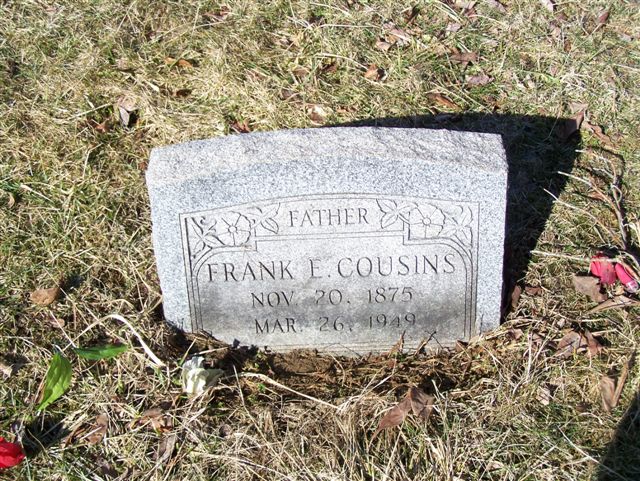 FATHER
FRANK E. COUSINS
NOV. 20, 1875
MAR. 26, 1949